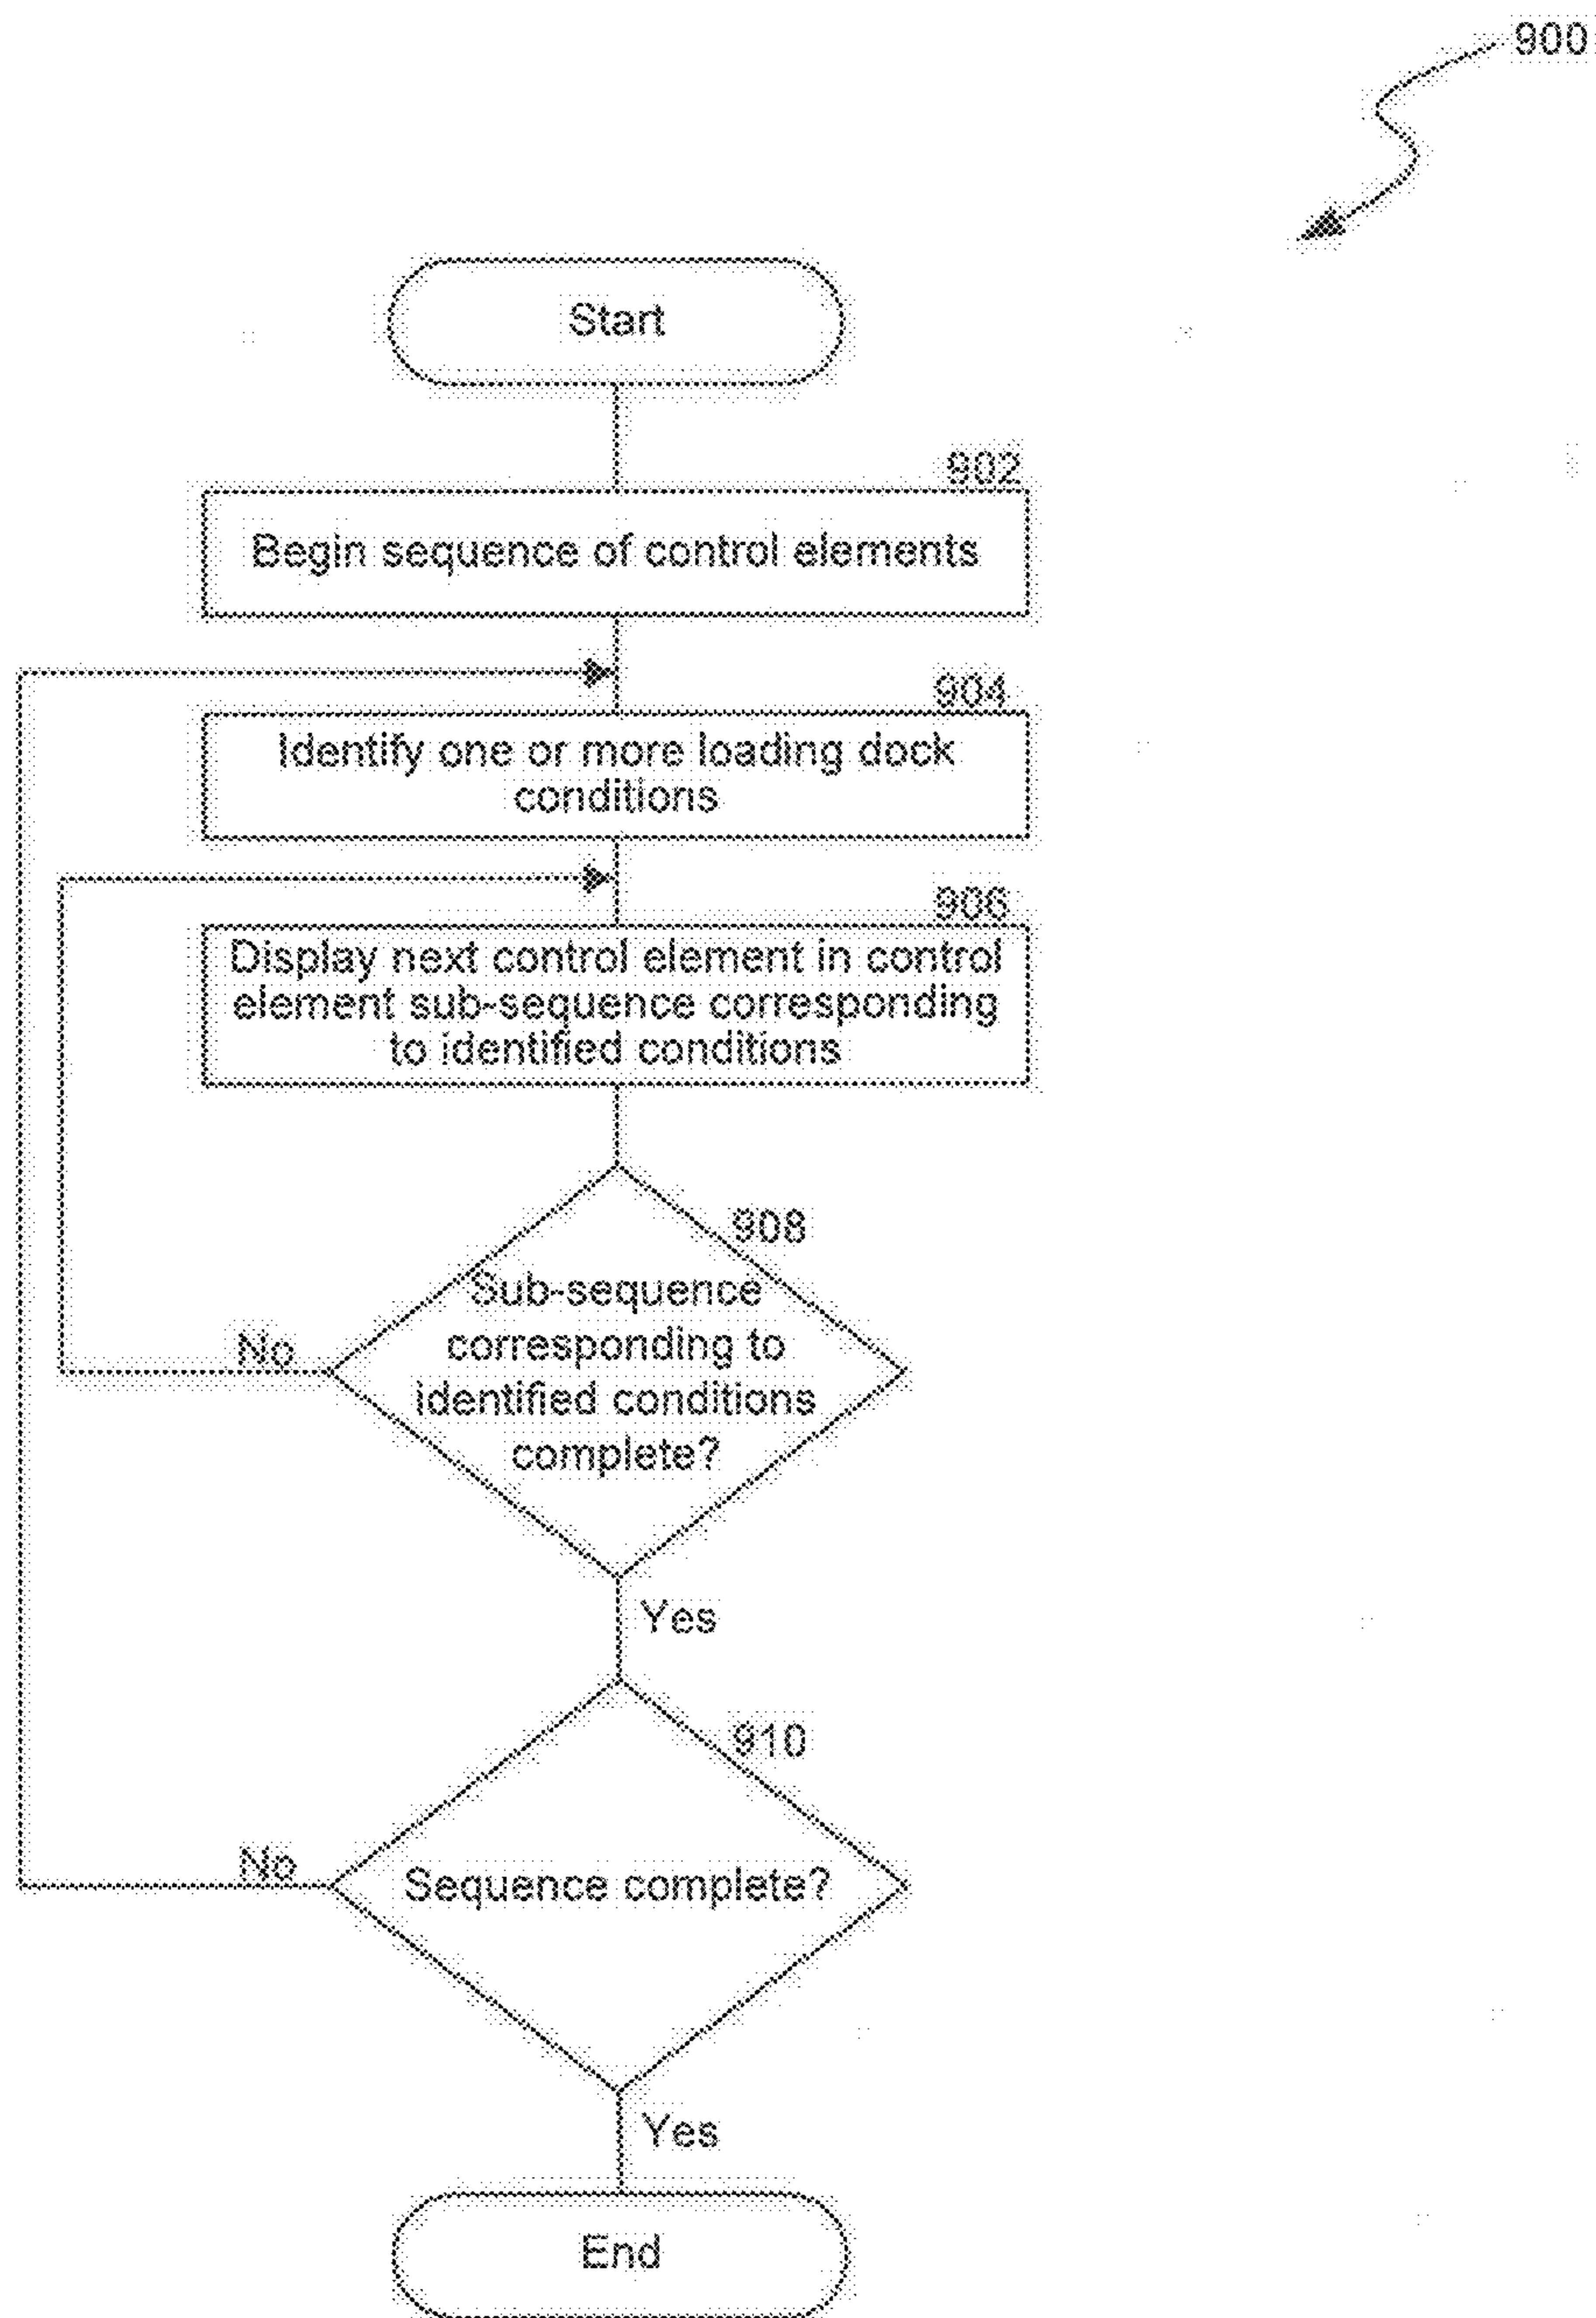 900
Start
902
Begin sequence of control elements
904
Identify one or more loading dock
conditions
906
Display next control element in control
element sub-sequence corresponding
to identified conditions
908
Sub-sequence
corresponding to
identified conditions
complete?
No
Yes
910
Sequence complete?
No
Yes
End